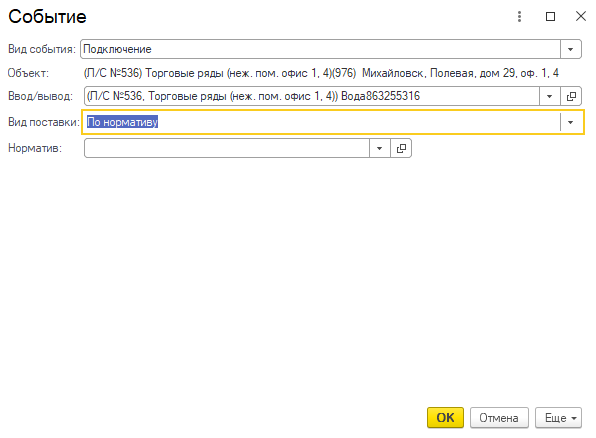 Событие
Вид события: Подключение
Объект: (Л/С №536) Торговые ряды (неж. пом. офис 1, 4)(976) Михайловск, Полевая, дом 29, оф. 1, 4
Ввод/вывод: (Л/С №536, Торговые ряды (неж. пом. офис 1, 4)) Вода863255316
Вид поставки: По нормативу
Норматив:
ОК Отмена Еще